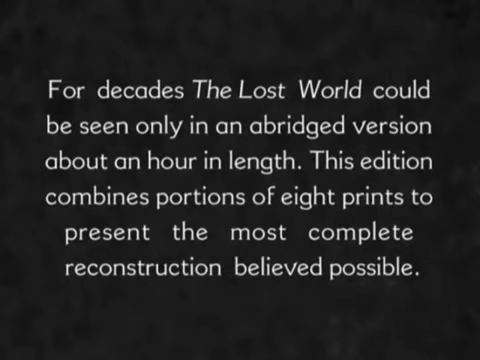 For decades The Lost World could
be seen only in an abridged version
about an hour in length. This edition
combines portions of eight prints to
present the most complete
reconstruction believed possible.